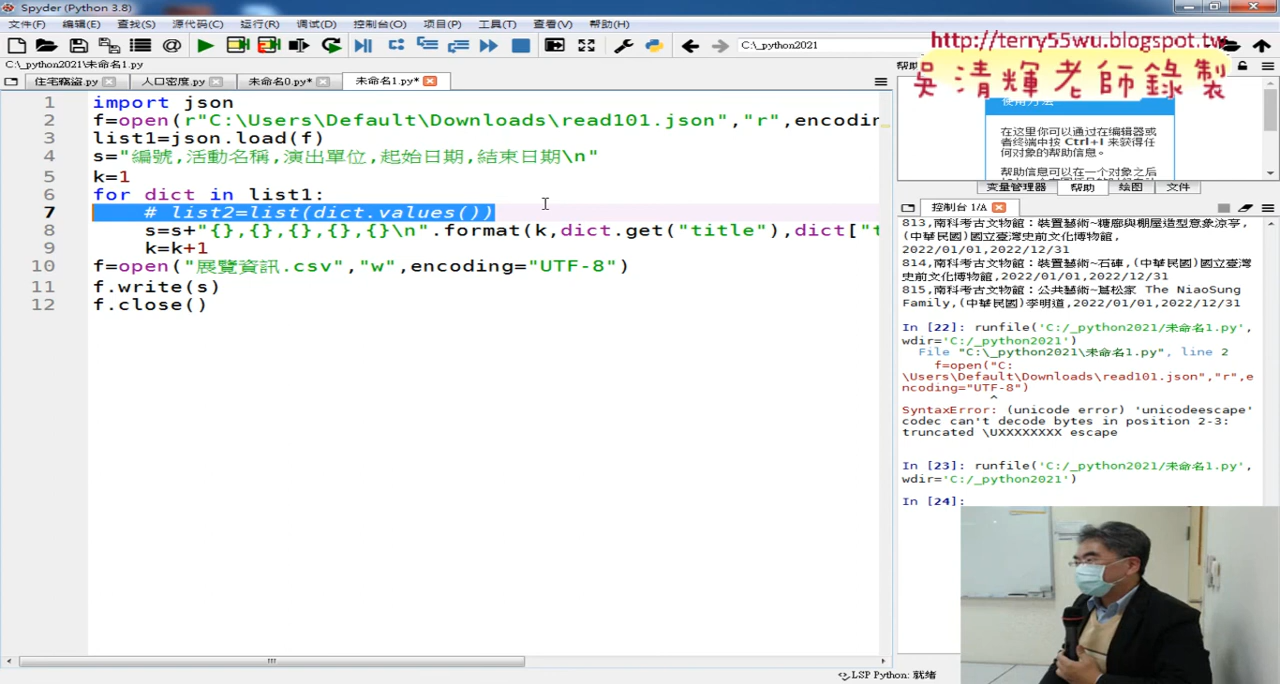 Spyder (Python 3.8)
文件(F) 编辑(E) 查找(S) 源代码(C) 运行(R) 调试(D) 控制台(O) 项目(P) 工具(T) 查看(V) 帮助(H)
C:\_python2021
http://terry55wu.blogspot.tw
吳清輝老師錄製
C:\_python2021\未命名1.py
住宅竊盜.py 人口密度.py 未命名0.py* 未命名1.py*
1 import json
2 f=open(r"C:\Users\Default\Downloads\read101.json","r",encodin
3 list1=json.load(f)
4 s="編號,活動名稱,演出單位,起始日期,結束日期\n"
5 k=1
6 for dict in list1:
7 # list2=list(dict.values())
8 s=s+"{},{},{},{},{}\n".format(k,dict.get("title"),dict["t
9 k=k+1
10 f=open("展覽資訊.csv","w",encoding="UTF-8")
11 f.write(s)
12 f.close()
帮助
使用方法
在这里你可以通过在编辑器或
者终端中按 Ctrl+I 来获得任
何对象的帮助信息。
帮助信息可以在一个对象之后
变量管理器 帮助 绘图 文件
控制台 1/A
813,南科考古文物館：裝置藝術~糖廍與棚屋造型意象涼亭,
(中華民國)國立臺灣史前文化博物館,
2022/01/01,2022/12/31
814,南科考古文物館：裝置藝術~石碑,(中華民國)國立臺灣
史前文化博物館,2022/01/01,2022/12/31
815,南科考古文物館：公共藝術~蔦松家 The NiaoSung
Family,(中華民國)李明道,2022/01/01,2022/12/31
In [22]: runfile('C:/_python2021/未命名1.py',
wdir='C:/_python2021')
File "C:\_python2021\未命名1.py", line 2
f=open("C:
\Users\Default\Downloads\read101.json","r",e
ncoding="UTF-8")
^
SyntaxError: (unicode error) 'unicodeescape'
codec can't decode bytes in position 2-3:
truncated \UXXXXXXXX escape
In [23]: runfile('C:/_python2021/未命名1.py',
wdir='C:/_python2021')
In [24]:
LSP Python: 就绪